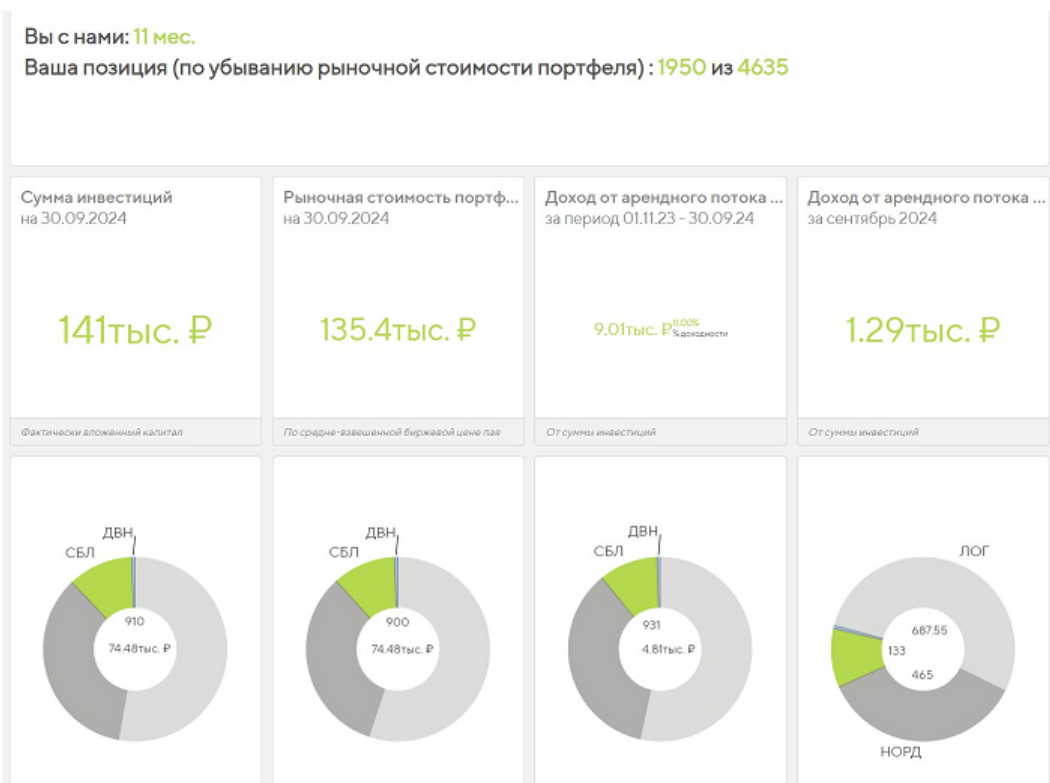 Вы с нами: 11 мес.
Ваша позиция (по убыванию рыночной стоимости портфеля) : 1950 из 4635
Сумма инвестиций
на 30.09.2024
141тыс. ₽
Фактически вложенный капитал
Рыночная стоимость портф...
на 30.09.2024
135.4тыс. ₽
По средне-взвешенной биржевой цене пая
Доход от арендного потока ...
за период 01.11.23 - 30.09.24
9.01тыс. ₽ 11.00%
% доходности
От суммы инвестиций
Доход от арендного потока ...
за сентябрь 2024
1.29тыс. ₽
От суммы инвестиций
ДВН
СБЛ
910
74.48тыс. ₽
ДВН
СБЛ
900
74.48тыс. ₽
ДВН
СБЛ
931
4.81тыс. ₽
ЛОГ
687.55
133
465
НОРД